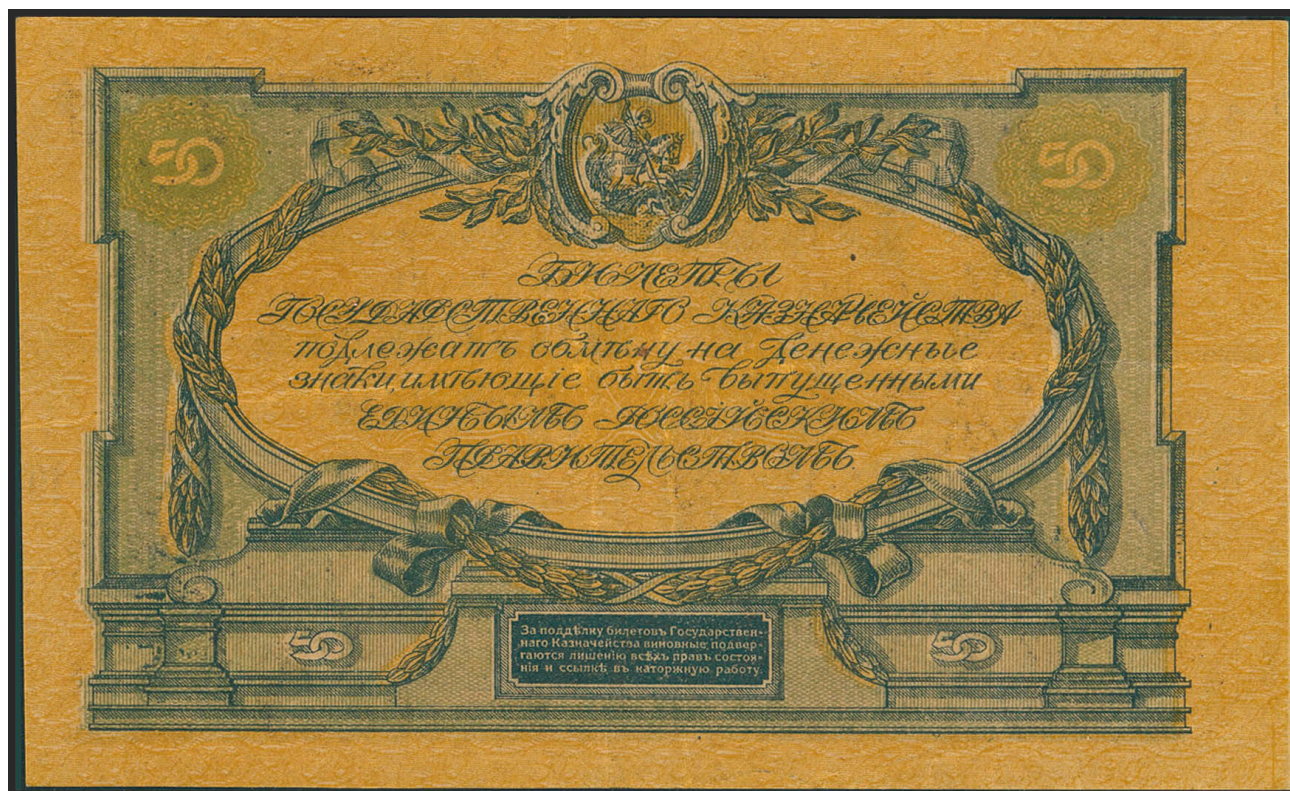 50 50
БИЛЕТЫ
ГОСУДАРСТВЕННАГО КАЗНАЧЕЙСТВА
подлежатъ обмѣну на денежные
знаки, имѣющіе быть выпущенными
ЕДИНЫМЪ РОССІЙСКИМЪ
ПРАВИТЕЛЬСТВОМЪ.
50 50
За поддѣлку билетовъ Государствен-
наго Казначейства виновные подвер-
гаются лишенію всѣхъ правъ состоя-
нія и ссылкѣ въ каторжную работу.